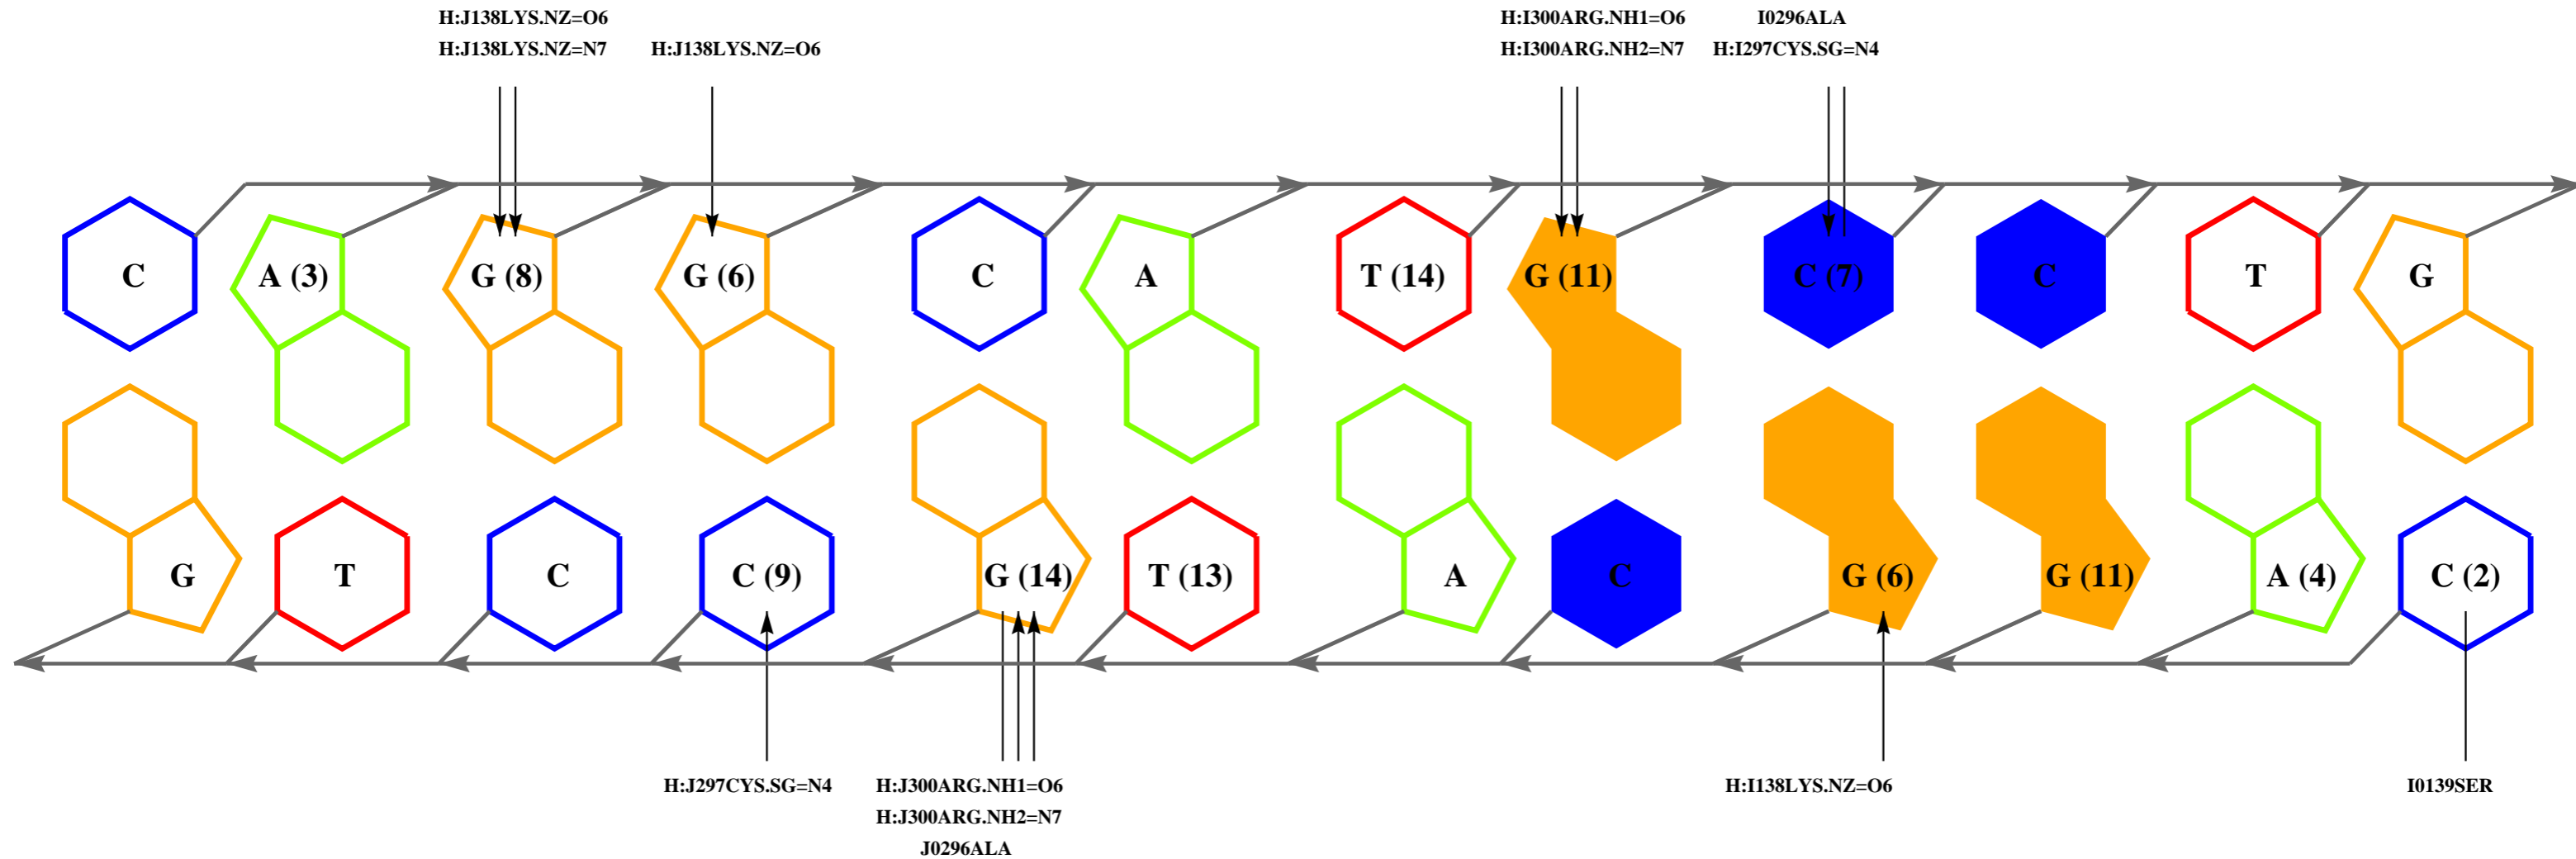 H:J138LYS.NZ=O6
H:J138LYS.NZ=N7
H:J138LYS.NZ=O6
H:I300ARG.NH1=O6
H:I300ARG.NH2=N7
I0296ALA
H:I297CYS.SG=N4
C A (3) G (8) G (6) C A T (14) G (11) C (7) C T G
G T C C (9) G (14) T (13) A C G (6) G (11) A (4) C (2)
H:J297CYS.SG=N4
H:J300ARG.NH1=O6
H:J300ARG.NH2=N7
J0296ALA
H:I138LYS.NZ=O6
I0139SER